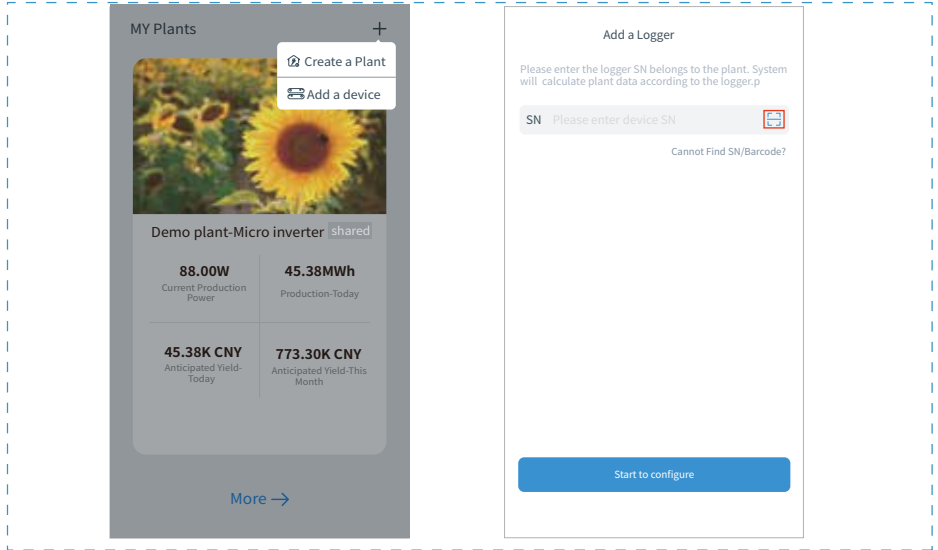 MY Plants
Create a Plant
Add a device
Demo plant-Micro inverter shared
88.00W
Current Production
Power
45.38MWh
Production-Today
45.38K CNY
Anticipated Yield-
Today
773.30K CNY
Anticipated Yield-This
Month
More
Add a Logger
Please enter the logger SN belongs to the plant. System
will calculate plant data according to the logger.p
SN Please enter device SN
Cannot Find SN/Barcode?
Start to configure